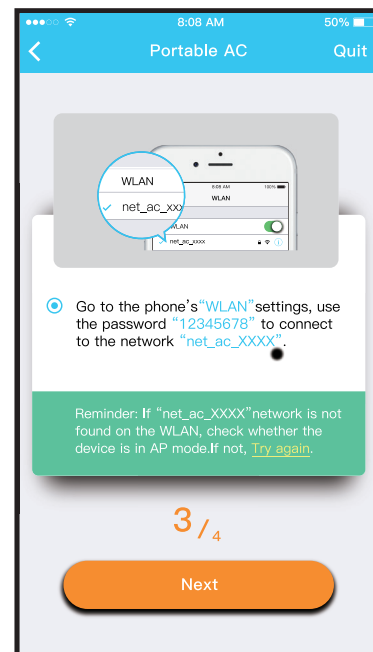 8:08 AM 50%
Portable AC Quit
WLAN
net_ac_xxx
8:08 AM 100%
WLAN
WLAN
net_ac_xxxx
Go to the phone's“WLAN”settings, use
the password “12345678” to connect
to the network “net_ac_XXXX”.
Reminder: If “net_ac_XXXX”network is not
found on the WLAN, check whether the
device is in AP mode.If not, Try again.
3/4
Next